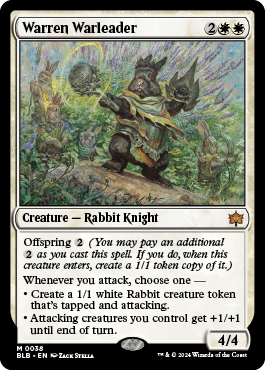 Warren Warleader 2
Creature — Rabbit Knight
Offspring 2 (You may pay an additional
2 as you cast this spell. If you do, when this
creature enters, create a 1/1 token copy of it.)
Whenever you attack, choose one —
• Create a 1/1 white Rabbit creature token
that's tapped and attacking.
• Attacking creatures you control get +1/+1
until end of turn.
4/4
M 0038
BLB • EN ZACK STELLA
™ & © 2024 Wizards of the Coast